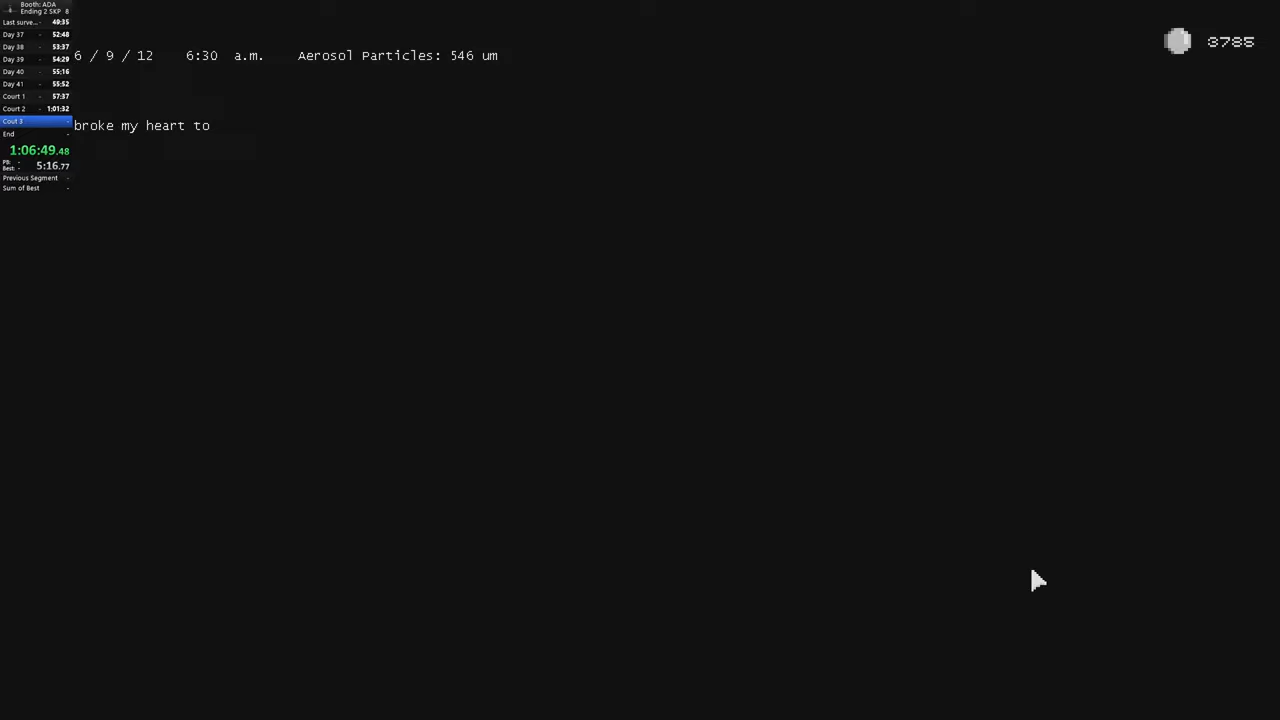 Booth: ADA
Ending 2 SKP 8
Last surve... - 49:35
Day 37 52:48
Day 38 - 53:37
Day 39 - 54:29
Day 40 - 55:16
Day 41 - 55:52
Court 1 - 57:37
Court 2 - 1:01:32
Cout 3 -
End -
1:06:49.48
PB: -
Best: - 5:16.77
Previous Segment -
Sum of Best -
6 / 9 / 12 6:30 a.m. Aerosol Particles: 546 um
broke my heart to
3785